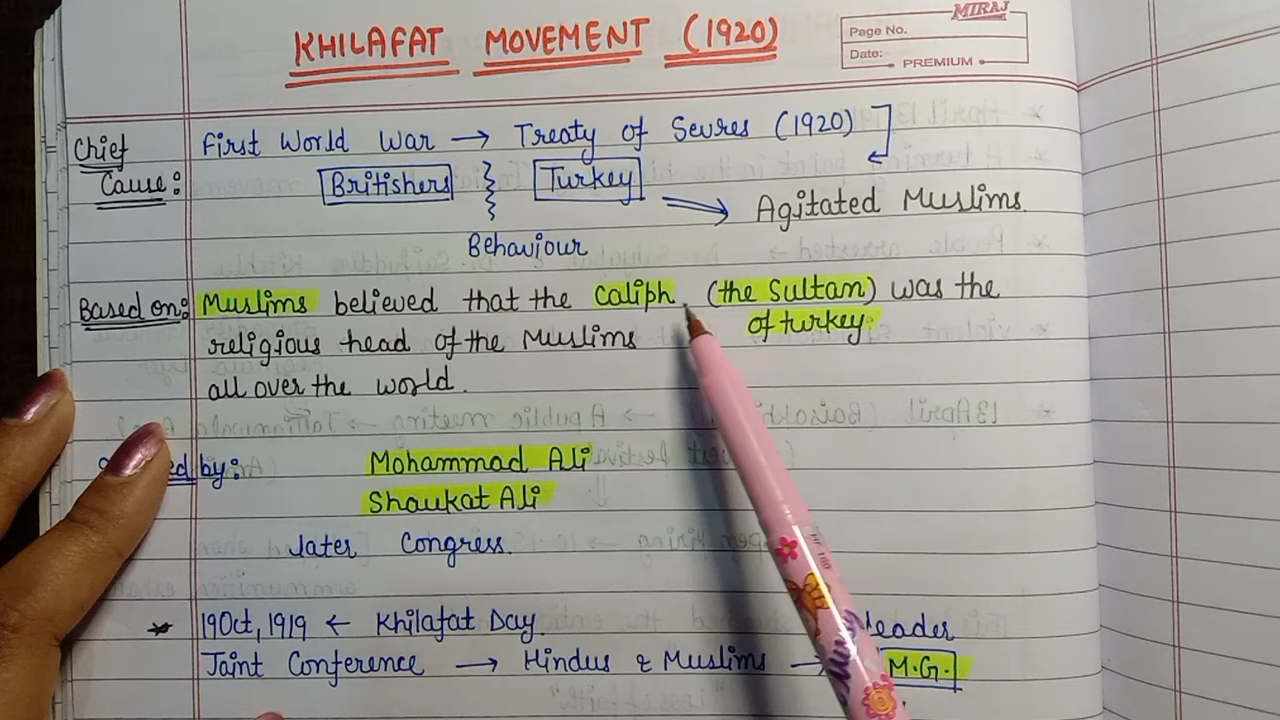 KHILAFAT MOVEMENT (1920)
MIRAJ
Page No.
Date:
PREMIUM
Chief Cause:
First World War → Treaty of Sevres (1920)
Britishers Turkey
→ Agitated Muslims
Behaviour
Based on: Muslims believed that the Caliph (the Sultan) was the
of turkey
religious head of the Muslims
all over the world.
by:
Mohammad Ali
Shaukat Ali
later Congress.
* 19Oct, 1919 ← Khilafat Day.
Leader
Joint Conference → Hindus & Muslims → M.G.